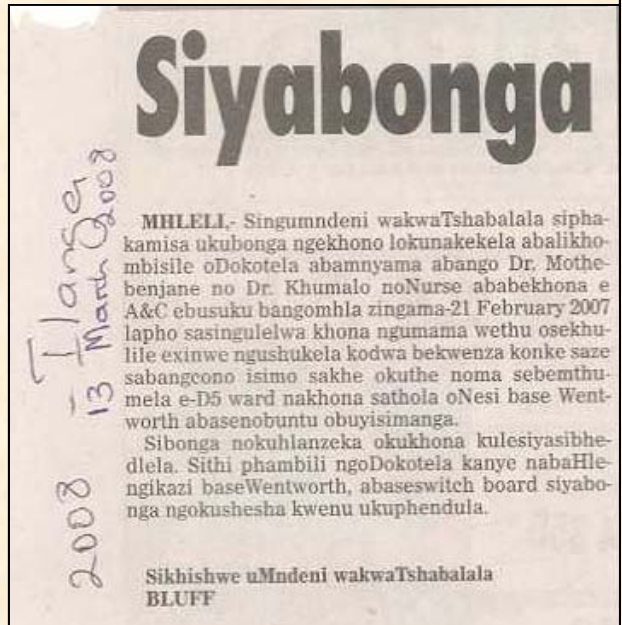 Siyabonga
MHLELI,- Singumndeni wakwaTshabalala sipha-
kamisa ukubonga ngekhono lokunakekela abalikho-
mbisile oDokotela abamnyama abango Dr. Mothe-
benjane no Dr. Khumalo noNurse ababekhona e
A&C ebusuku bangomhla zingama-21 February 2007
lapho sasingulelwa khona ngumama wethu osekhu-
lile exinwe ngushukela kodwa bekwenza konke saze
sabangcono isimo sakhe okuthe noma sebemthu-
mela e-D5 ward nakhona sathola oNesi base Went-
worth abasenobuntu obuyisimanga.
Sibonga nokuhlanzeka okukhona kulesiyasibhe-
dlela. Sithi phambili ngoDokotela kanye nabaHle-
ngikazi baseWentworth, abaseswitch board siyabo-
nga ngokushesha kwenu ukuphendula.
Sikhishwe uMndeni wakwaTshabalala
BLUFF
Ilanga
13 March 2008
2008